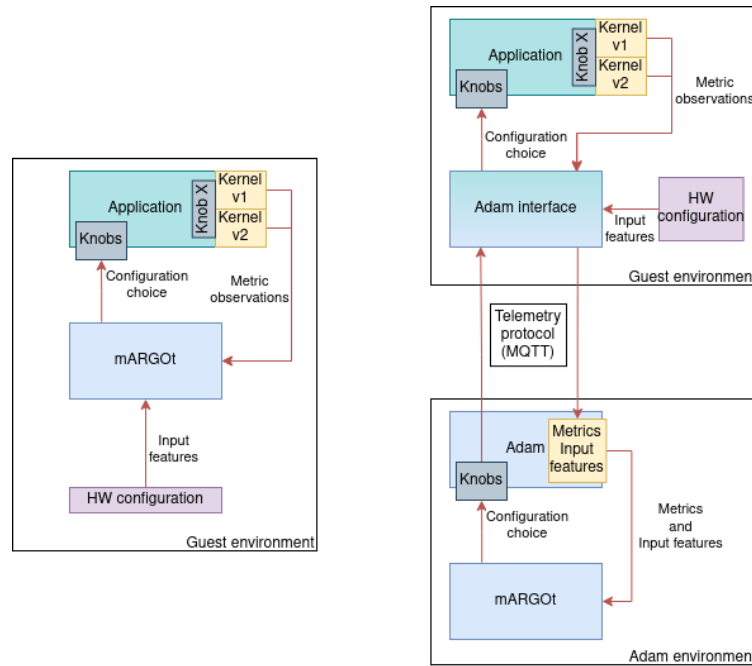 Application
Knob X
Kernel
v1
Kernel
v2
Knobs
Configuration
choice
Metric
observations
mARGOt
Input
features
HW configuration
Guest environment
Application
Knob X
Kernel
v1
Kernel
v2
Knobs
Configuration
choice
Metric
observations
Adam interface
Input
features
HW
configuration
Guest environment
Telemetry
protocol
(MQTT)
Adam
Metrics
Input
features
Knobs
Configuration
choice
Metrics
and
Input features
mARGOt
Adam environment